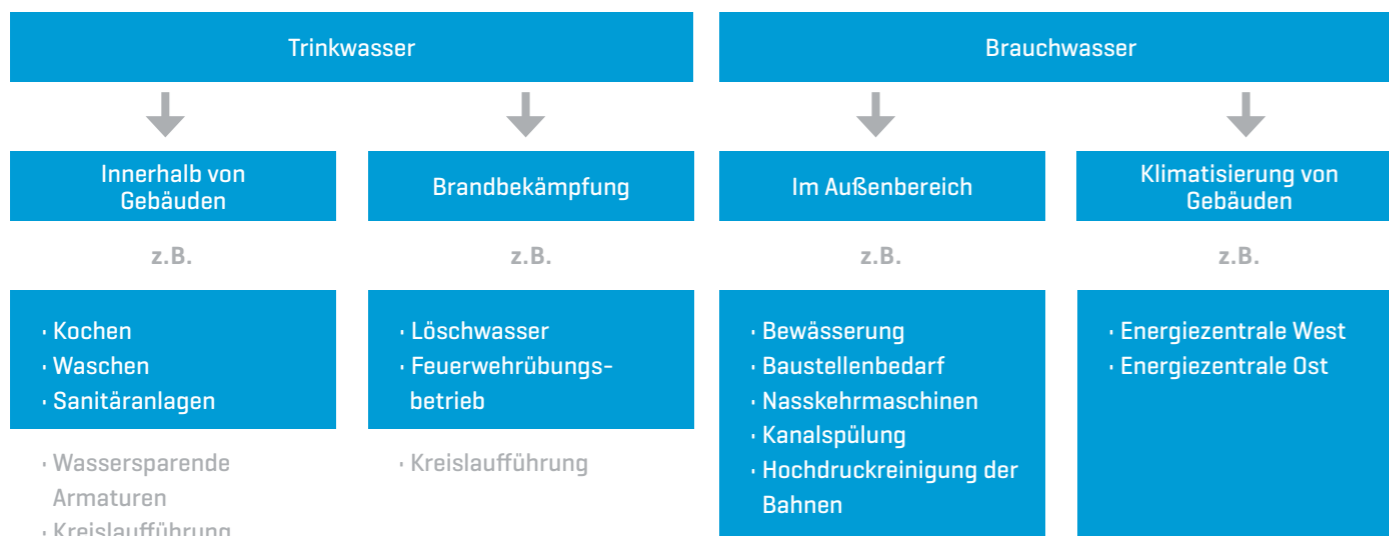 Trinkwasser
Brauchwasser
Innerhalb von
Gebäuden
Brandbekämpfung
Im Außenbereich
Klimatisierung von
Gebäuden
z.B.
z.B.
z.B.
z.B.
· Kochen
· Waschen
· Sanitäranlagen
· Wassersparende
Armaturen
· Kreislaufführung
· Löschwasser
· Feuerwehrübungs-
betrieb
· Kreislaufführung
· Bewässerung
· Baustellenbedarf
· Nasskehrmaschinen
· Kanalspülung
· Hochdruckreinigung der
Bahnen
· Energiezentrale West
· Energiezentrale Ost